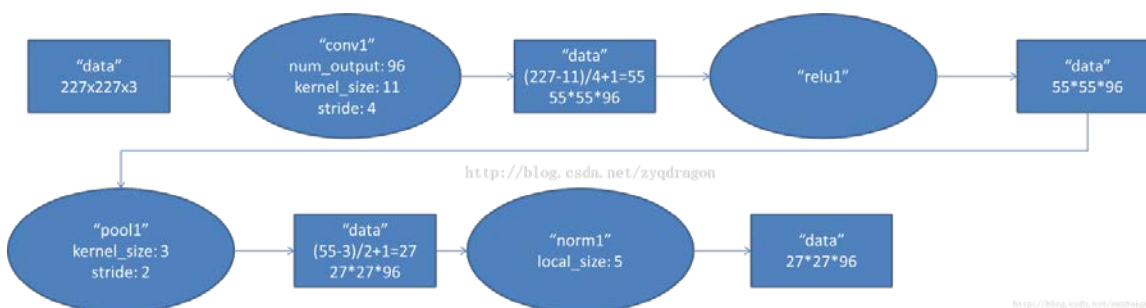 “data”
227x227x3
“conv1”
num_output: 96
kernel_size: 11
stride: 4
“data”
(227-11)/4+1=55
55*55*96
“relu1”
“data”
55*55*96
http://blog.csdn.net/zyqdragon
“pool1”
kernel_size: 3
stride: 2
“data”
(55-3)/2+1=27
27*27*96
“norm1”
local_size: 5
“data”
27*27*96